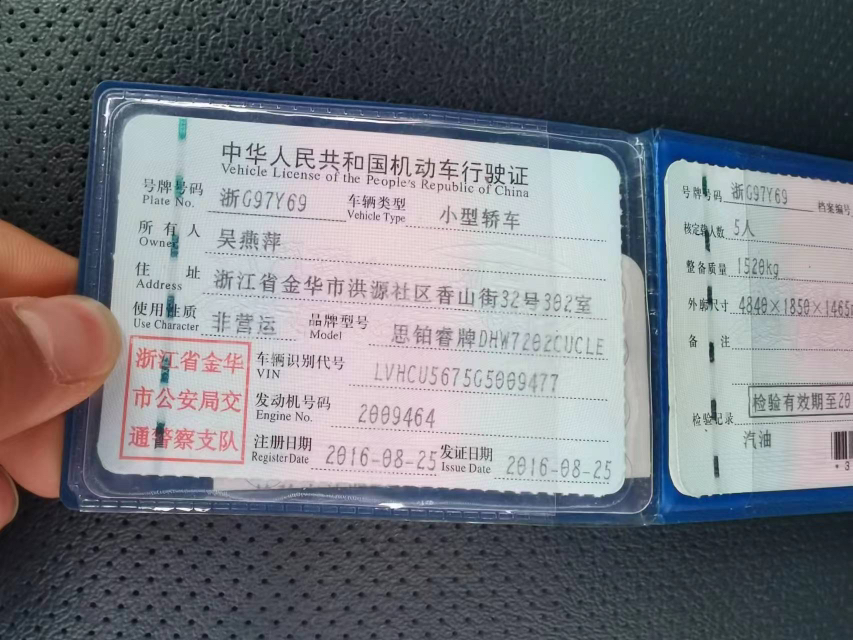 中华人民共和国机动车行驶证
Vehicle License of the People's Republic of China
号牌号码 浙G97Y69 车辆类型 小型轿车
Plate No. Vehicle Type
所有人 吴燕萍
Owner
住址 浙江省金华市洪源社区香山街32号302室
Address
使用性质 非营运 品牌型号 思铂睿牌DHW7202CUCLE
Use Character Model
浙江省金华
市公安局交
通警察支队
车辆识别代号 LVHCU5675G5009477
VIN
发动机号码 2009464
Engine No.
注册日期 2016-08-25 发证日期 2016-08-25
Register Date Issue Date
号牌号码 浙G97Y69 档案编号
核定载人数 5人
整备质量 1520kg
外廓尺寸 4840×1850×1465
备注
检验有效期至20
检验记录
汽油